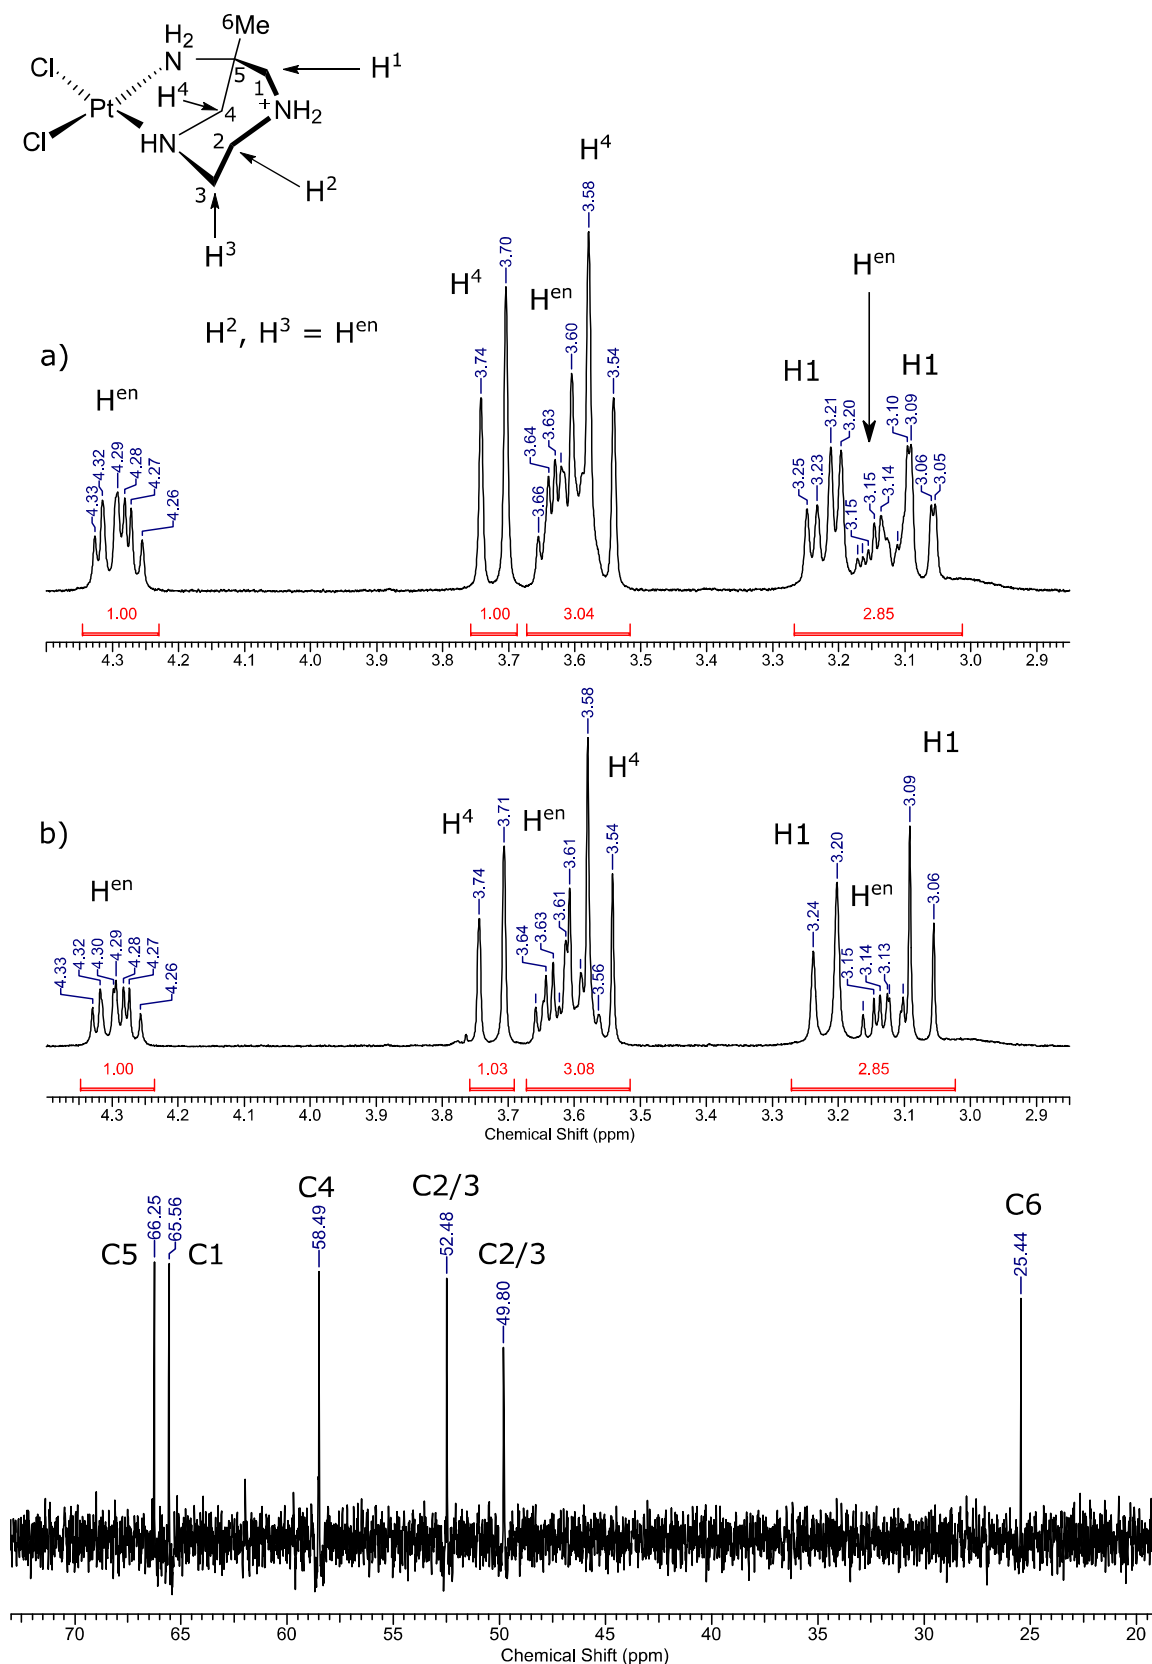 ⁶Me
H₂
N
Cl
5
H¹
H⁴
1
Pt
4
+
NH₂
Cl
HN
2
H⁴
3
H²
3.58
H³
3.70
Hᵉⁿ
H⁴
Hᵉⁿ
H², H³ = Hᵉⁿ
a)
3.74
3.60
3.54
H1
H1
Hᵉⁿ
3.64
3.63
3.66
3.25
3.23
3.21
3.20
3.15
3.15
3.14
3.10
3.09
3.06
3.05
4.33
4.32
4.29
4.28
4.27
4.26
1.00
1.00
3.04
2.85
4.3 4.2 4.1 4.0 3.9 3.8 3.7 3.6 3.5 3.4 3.3 3.2 3.1 3.0 2.9
3.58
H⁴
H1
b)
H⁴
3.71
Hᵉⁿ
3.09
H1
3.74
3.64
3.63
3.61
3.61
3.56
3.54
3.24
3.20
Hᵉⁿ
3.15
3.14
3.13
3.06
Hᵉⁿ
4.33
4.32
4.30
4.29
4.28
4.27
4.26
1.00
1.03
3.08
2.85
4.3 4.2 4.1 4.0 3.9 3.8 3.7 3.6 3.5 3.4 3.3 3.2 3.1 3.0 2.9
Chemical Shift (ppm)
C5
66.25
65.56
C1
C4
58.49
C2/3
52.48
C2/3
49.80
C6
25.44
70 65 60 55 50 45 40 35 30 25 20
Chemical Shift (ppm)